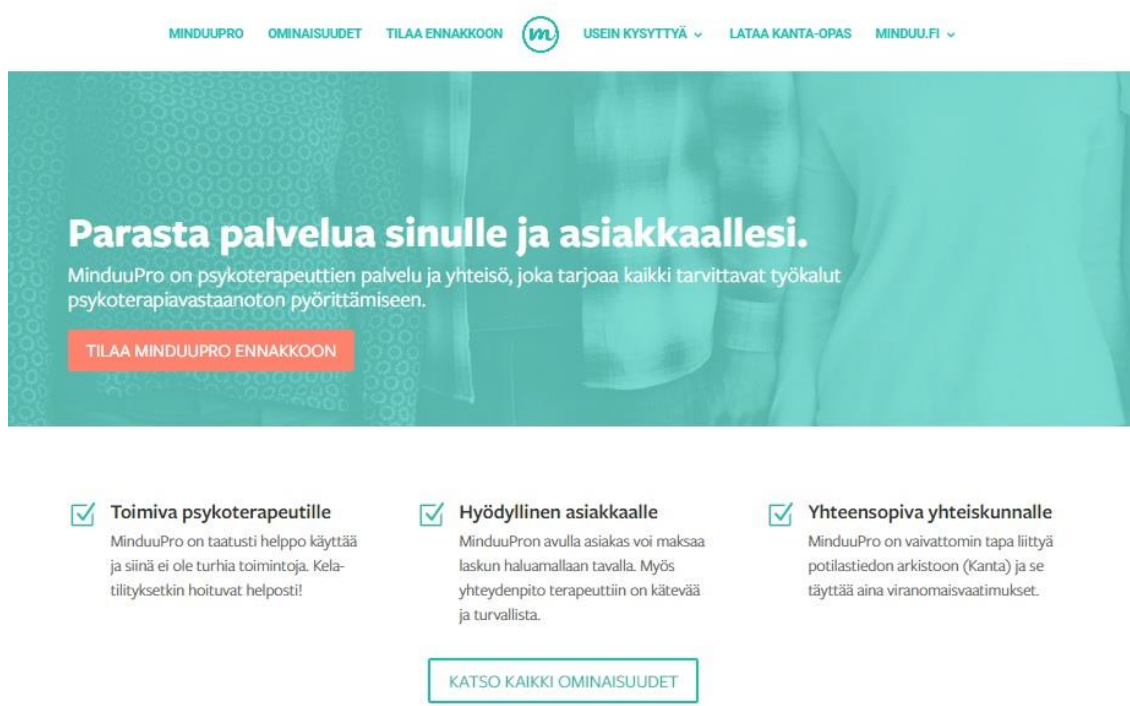 MINDUUPRO OMINAISUUDET TILAA ENNAKKOON m USEIN KYSYTTYÄ LATAA KANTA-OPAS MINDUU.FI
Parasta palvelua sinulle ja asiakkaallesi.
MinduuPro on psykoterapeuttien palvelu ja yhteisö, joka tarjoaa kaikki tarvittavat työkalut
psykoterapiavastaanoton pyörittämiseen.
TILAA MINDUUPRO ENNAKKOON
Toimiva psykoterapeutille
MinduuPro on taatusti helppo käyttää
ja siinä ei ole turhia toimintoja. Kela-
tilityksetkin hoituvat helposti!
Hyödyllinen asiakkaalle
MinduuPron avulla asiakas voi maksaa
laskun haluamallaan tavalla. Myös
yhteydenpito terapeuttiin on kätevää
ja turvallista.
Yhteensopiva yhteiskunnalle
MinduuPro on vaivattomin tapa liittyä
potilastiedon arkistoon (Kanta) ja se
täyttää aina viranomaisvaatimukset.
KATSO KAIKKI OMINAISUUDET